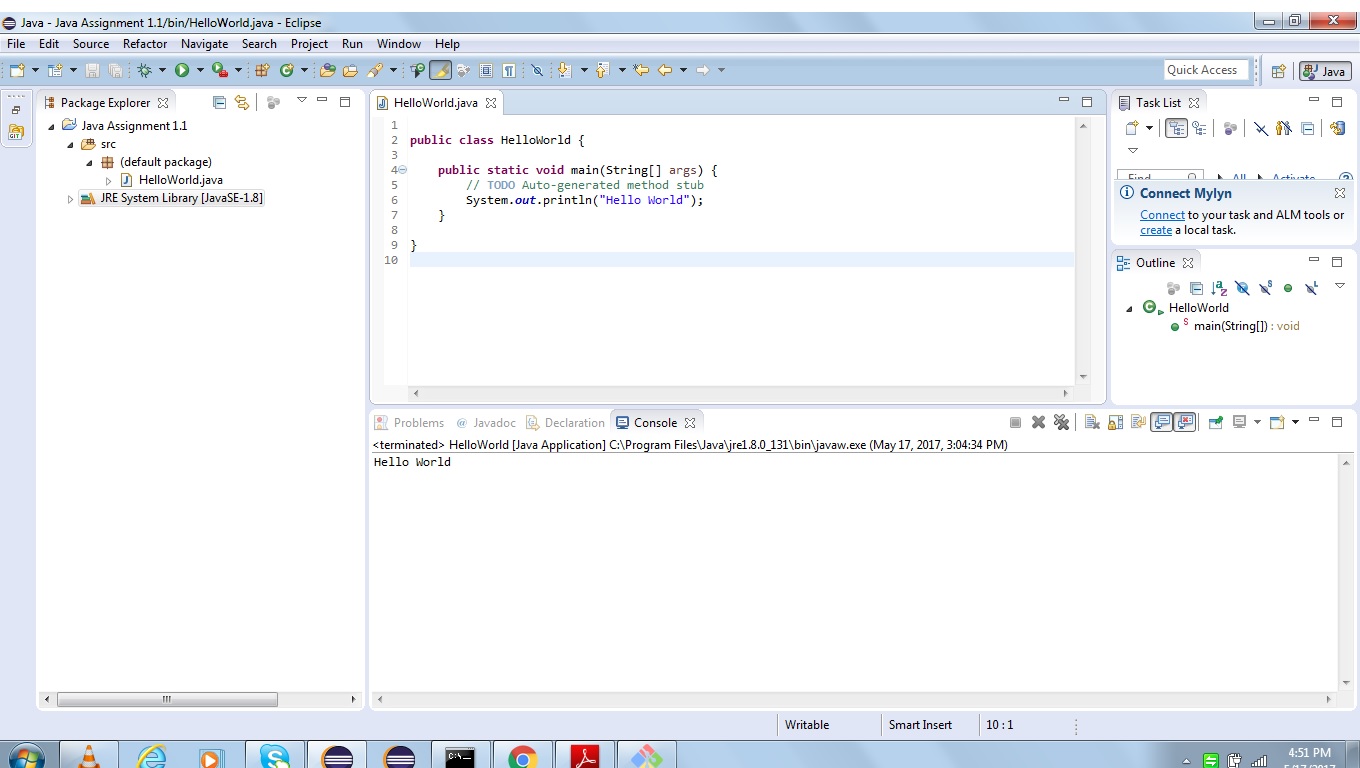 Java - Java Assignment 1.1/bin/HelloWorld.java - Eclipse
File Edit Source Refactor Navigate Search Project Run Window Help
Quick Access
Java
Package Explorer
Java Assignment 1.1
src
(default package)
HelloWorld.java
JRE System Library [JavaSE-1.8]
HelloWorld.java
1
2 public class HelloWorld {
3
4 public static void main(String[] args) {
5 // TODO Auto-generated method stub
6 System.out.println("Hello World");
7 }
8
9 }
10
Task List
Find All Activate...
Connect Mylyn
Connect to your task and ALM tools or
create a local task.
Outline
HelloWorld
main(String[]) : void
Problems @ Javadoc Declaration Console
<terminated> HelloWorld [Java Application] C:\Program Files\Java\jre1.8.0_131\bin\javaw.exe (May 17, 2017, 3:04:34 PM)
Hello World
Writable Smart Insert 10 : 1
4:51 PM
5/17/2017